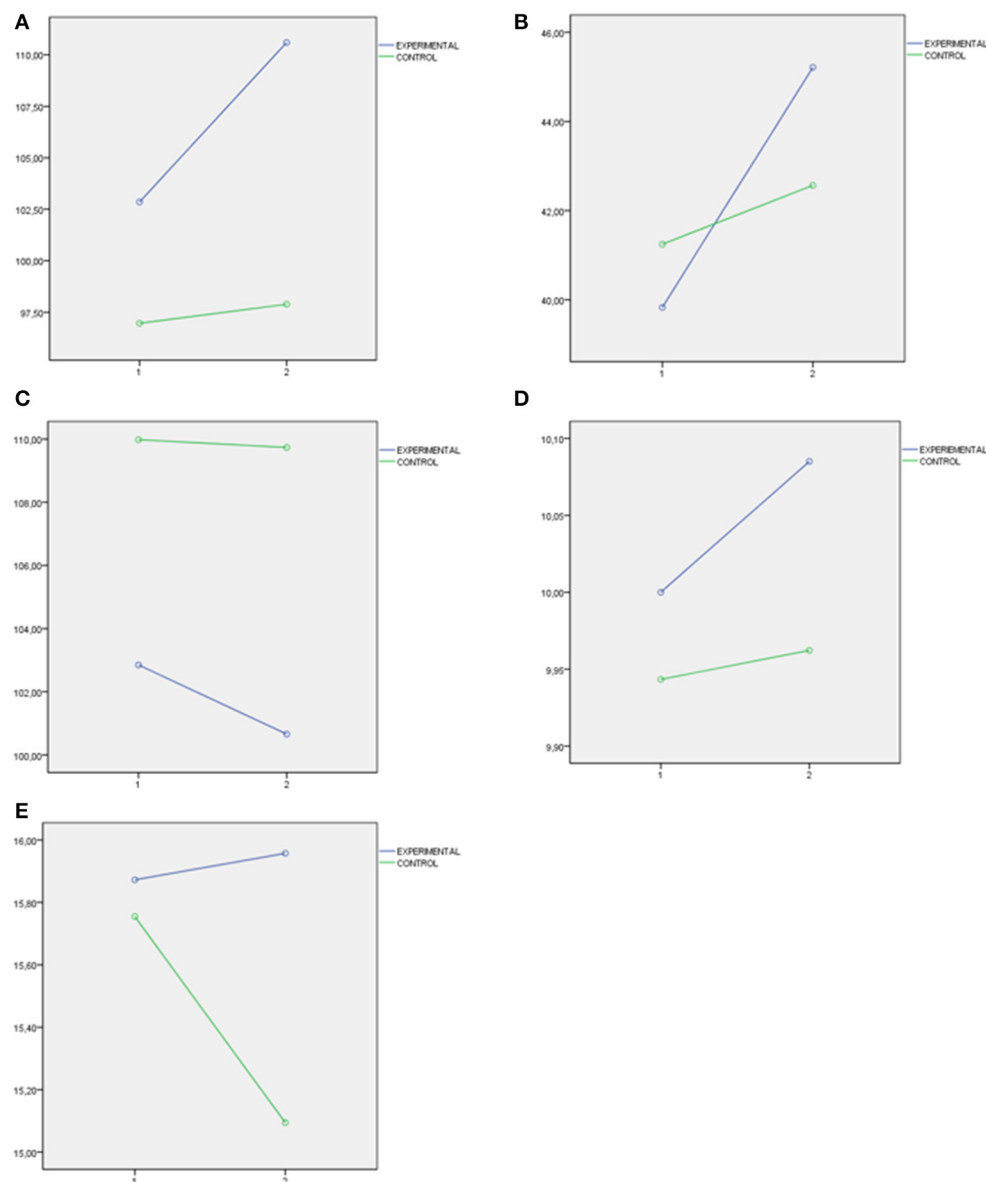 A
110,00
107,50
105,00
102,50
100,00
97,50
1 2
EXPERIMENTAL
CONTROL
B
46,00
44,00
42,00
40,00
1 2
EXPERIMENTAL
CONTROL
C
110,00
108,00
106,00
104,00
102,00
100,00
1 2
EXPERIMENTAL
CONTROL
D
10,10
10,05
10,00
9,95
9,90
1 2
EXPERIEMENTAL
CONTROL
E
16,00
15,80
15,60
15,40
15,20
15,00
EXPERIMENTAL
CONTROL